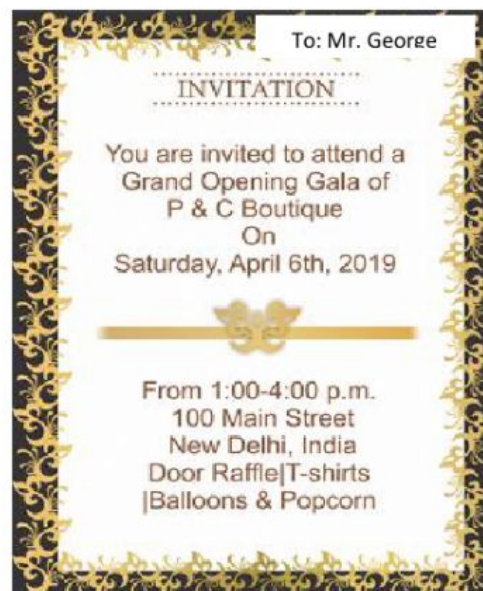 To: Mr. George
INVITATION
You are invited to attend a
Grand Opening Gala of
P & C Boutique
On
Saturday, April 6th, 2019
From 1:00-4:00 p.m.
100 Main Street
New Delhi, India
Door Raffle|T-shirts
|Balloons & Popcorn